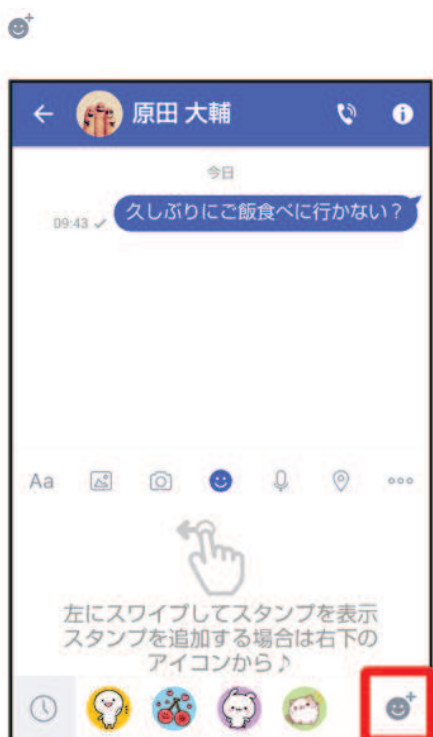 原田 大輔
今日
久しぶりにご飯食べに行かない？
09:43
Aa
左にスワイプしてスタンプを表示
スタンプを追加する場合は右下の
アイコンから♪